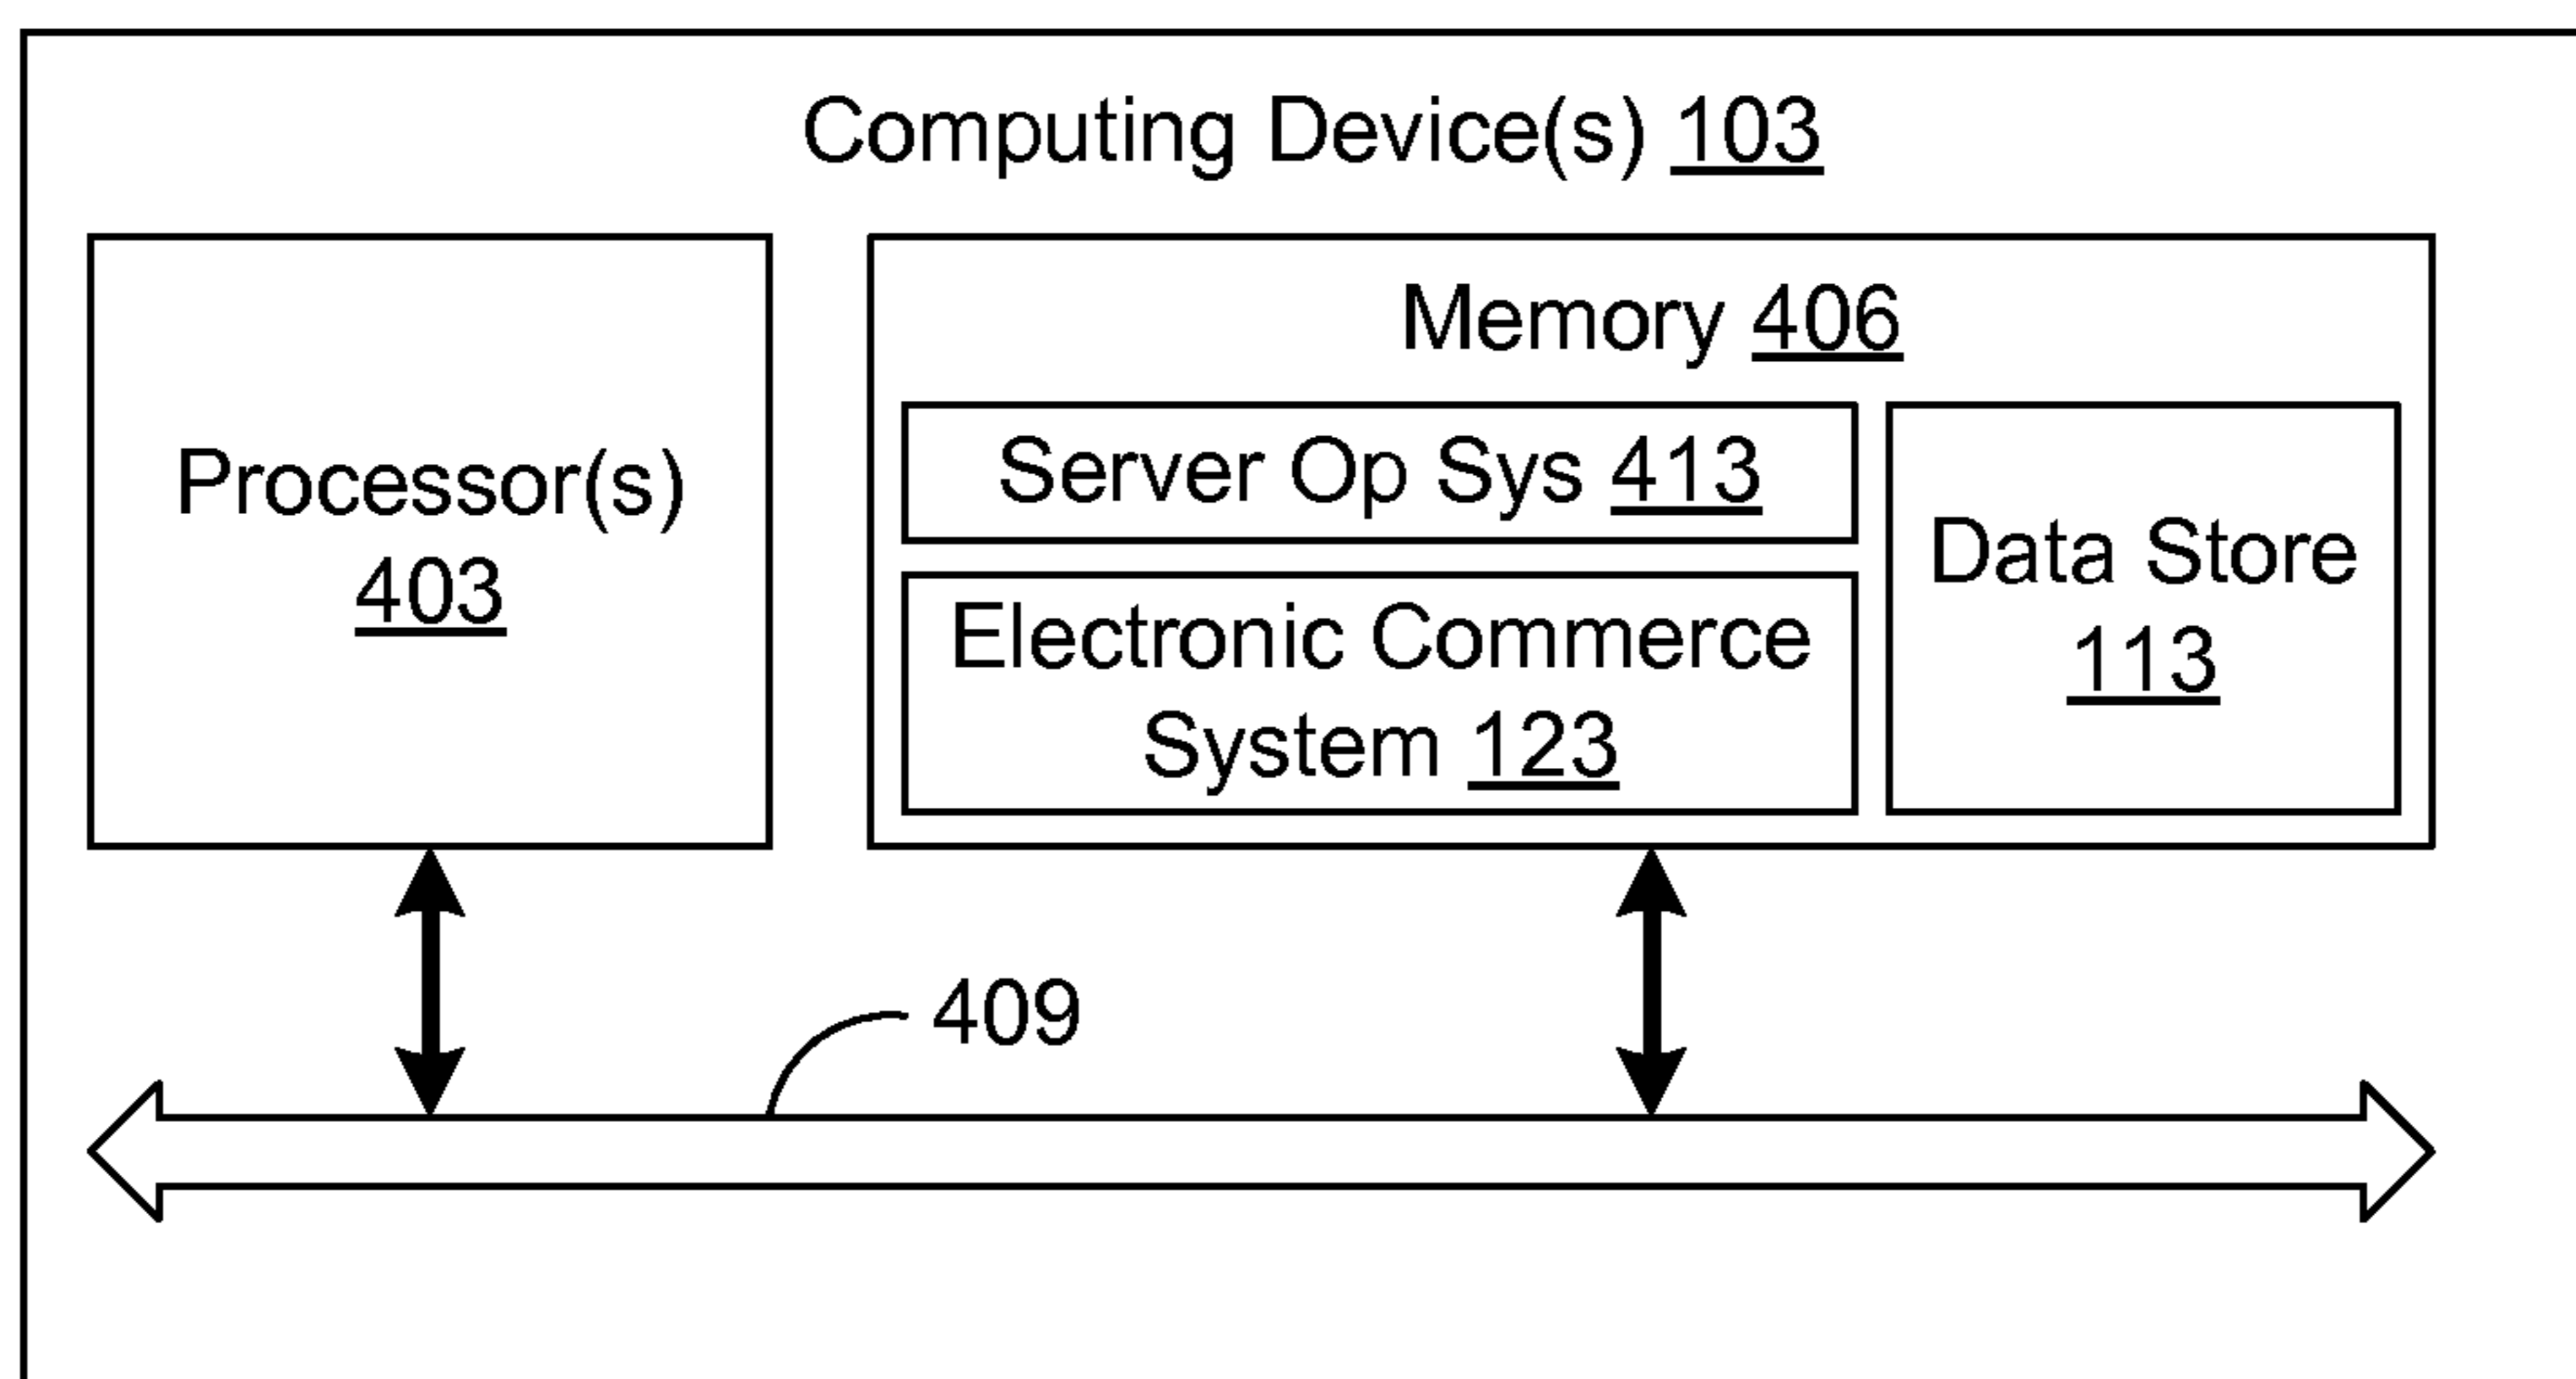 Computing Device(s) 103
Processor(s)
403
Memory 406
Server Op Sys 413
Electronic Commerce
System 123
Data Store
113
409